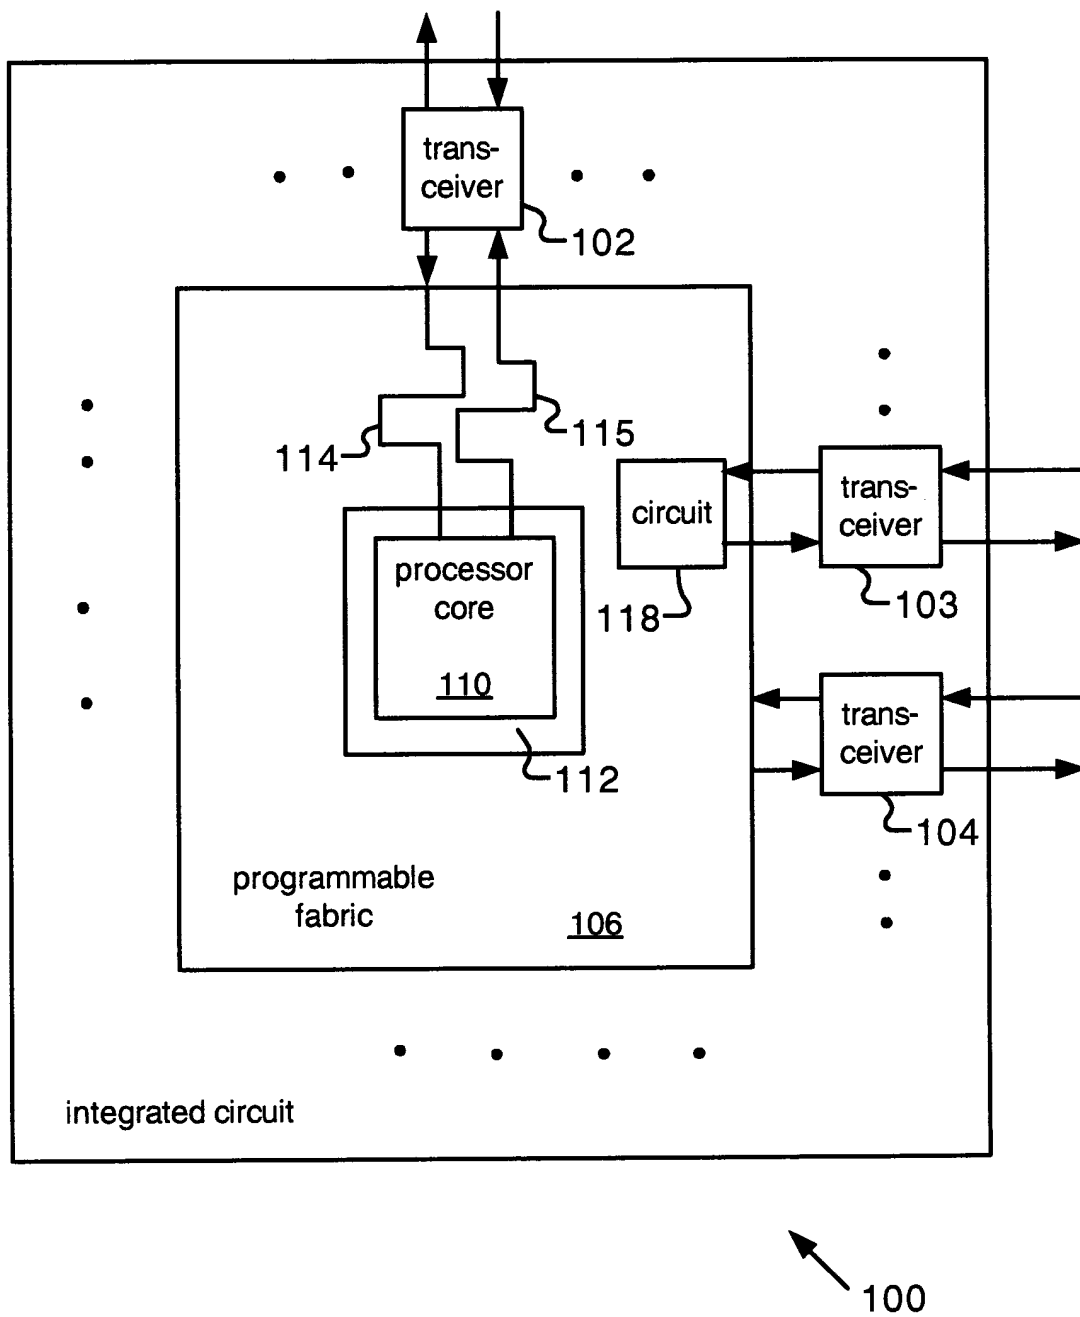 trans-
ceiver
102
114
115
circuit
118
trans-
ceiver
103
processor
core
110
112
trans-
ceiver
104
programmable
fabric
106
integrated circuit
100